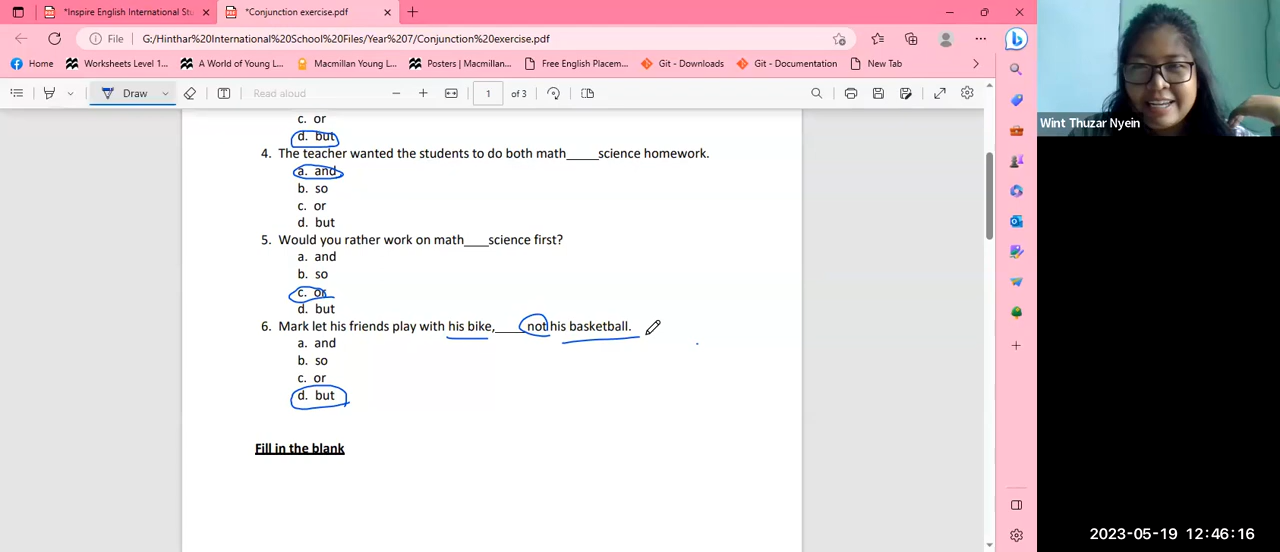 *Inspire English International Stu
*Conjunction exercise.pdf
File
G:/Hinthar%20International%20School%20Files/Year%207/Conjunction%20exercise.pdf
Home
Worksheets Level 1...
A World of Young L...
Macmillan Young L...
Posters | Macmillan...
Free English Placem...
Git - Downloads
Git - Documentation
New Tab
Draw
Read aloud
1
of 3
c. or
d. but
4. The teacher wanted the students to do both math_____science homework.
a. and
b. so
c. or
d. but
5. Would you rather work on math____science first?
a. and
b. so
c. or
d. but
6. Mark let his friends play with his bike,_____not his basketball.
a. and
b. so
c. or
d. but
Fill in the blank
Wint Thuzar Nyein
2023-05-19 12:46:16